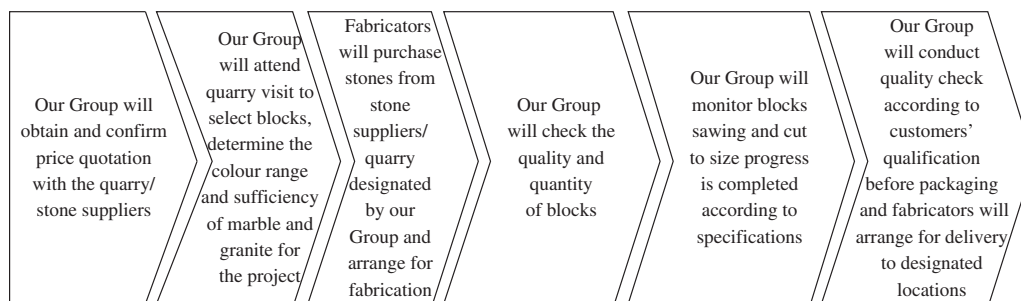 Our Group will
obtain and confirm
price quotation
with the quarry/
stone suppliers
Our Group
will attend
quarry visit to
select blocks,
determine the
colour range
and sufficiency
of marble and
granite for
the project
Fabricators
will purchase
stones from
stone
suppliers/
quarry
designated
by our
Group and
arrange for
fabrication
Our Group
will check the
quality and
quantity
of blocks
Our Group will
monitor blocks
sawing and cut
to size progress
is completed
according to
specifications
Our Group
will conduct
quality check
according to
customers’
qualification
before packaging
and fabricators will
arrange for delivery
to designated
locations